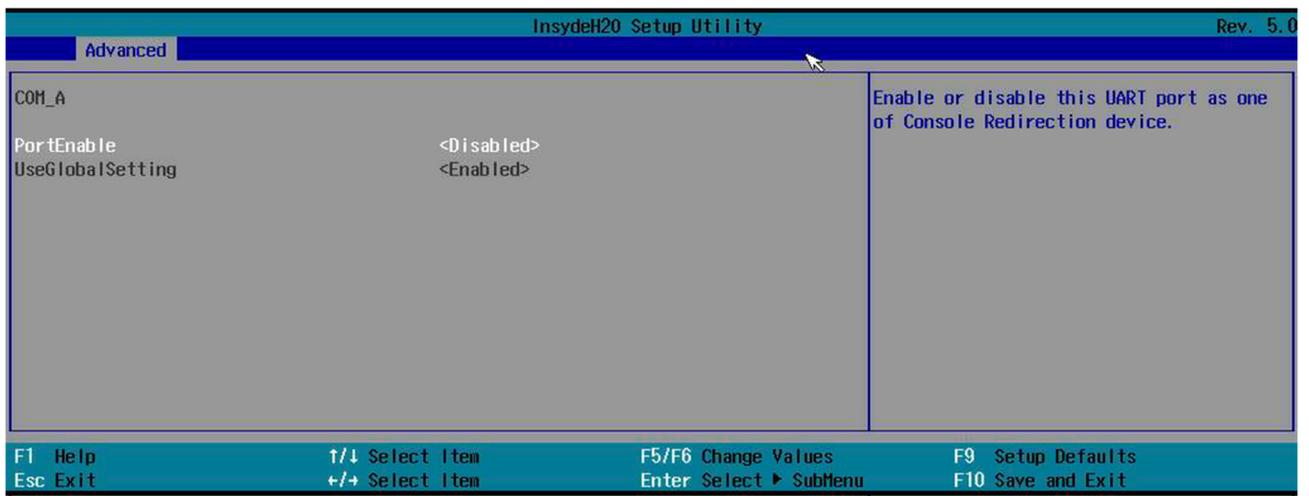 InsydeH2O Setup Utility Rev. 5.0
Advanced
COM_A
PortEnable <Disabled>
UseGlobalSetting <Enabled>
Enable or disable this UART port as one
of Console Redirection device.
F1 Help ↑/↓ Select Item F5/F6 Change Values F9 Setup Defaults
Esc Exit ←/→ Select Item Enter Select ▶ SubMenu F10 Save and Exit